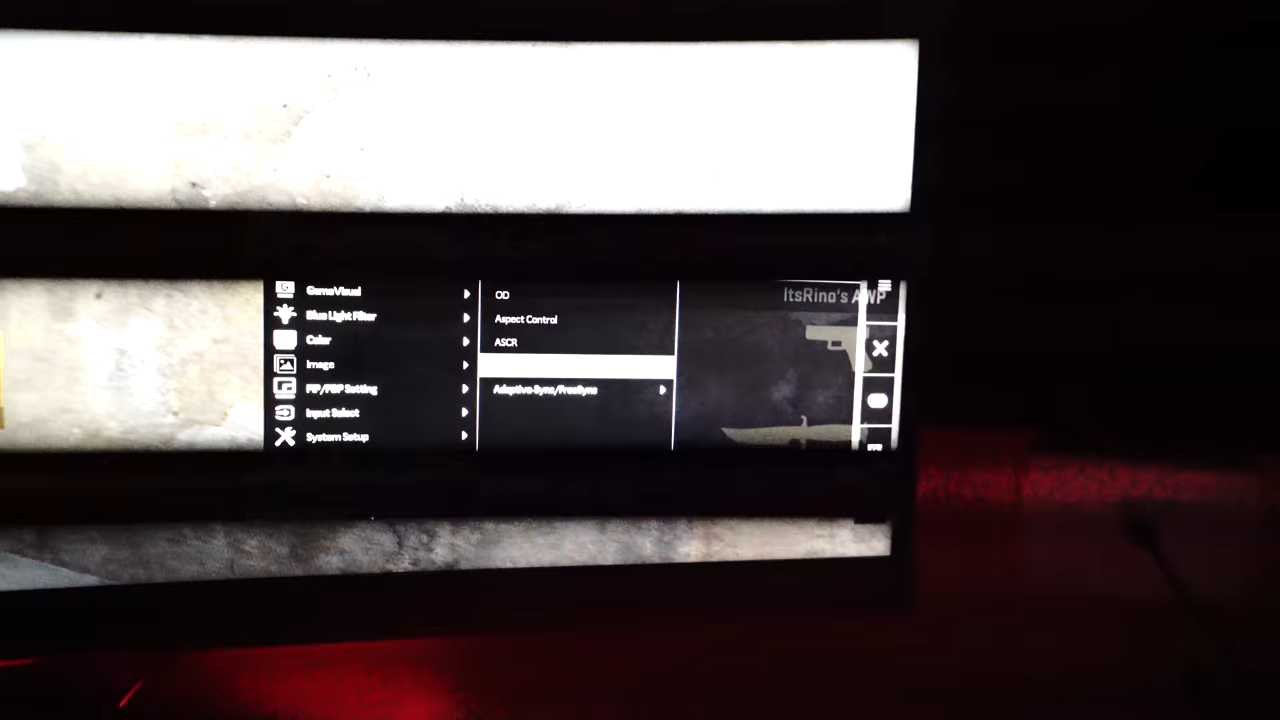 ItsRino's AWP
GameVisual
Blue Light Filter
Color
Image
PIP/PBP Setting
Input Select
System Setup
OD
Aspect Control
ASCR
Adaptive-Sync/FreeSync